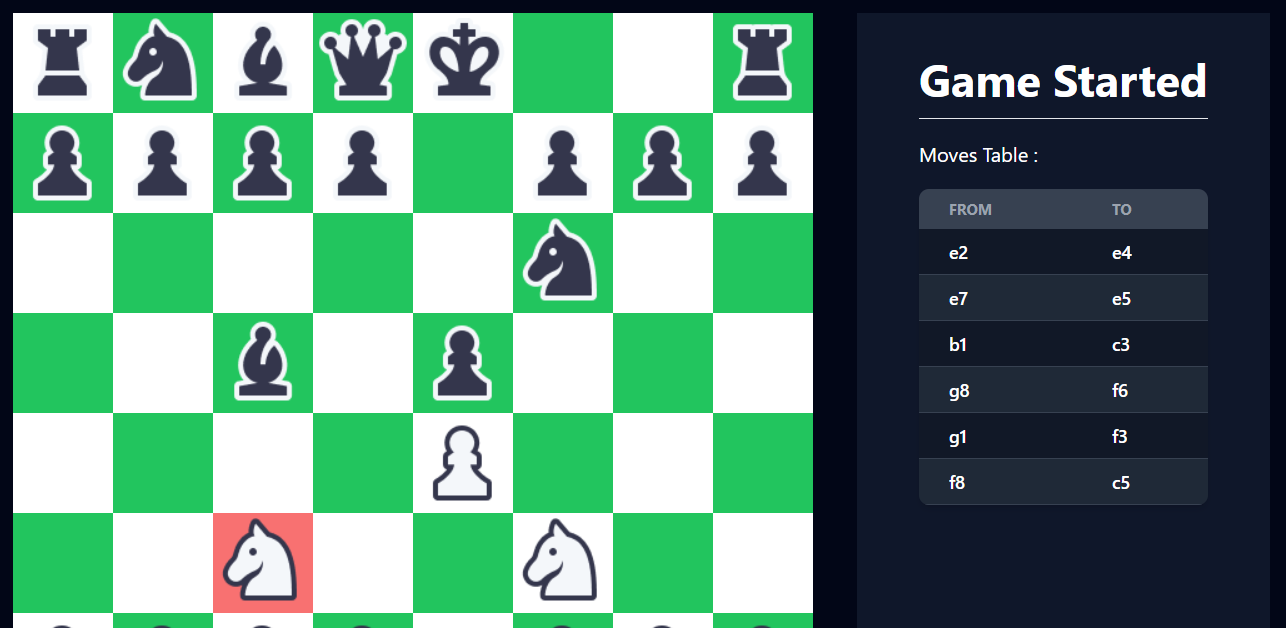 Game Started
Moves Table :
FROM TO
e2 e4
e7 e5
b1 c3
g8 f6
g1 f3
f8 c5